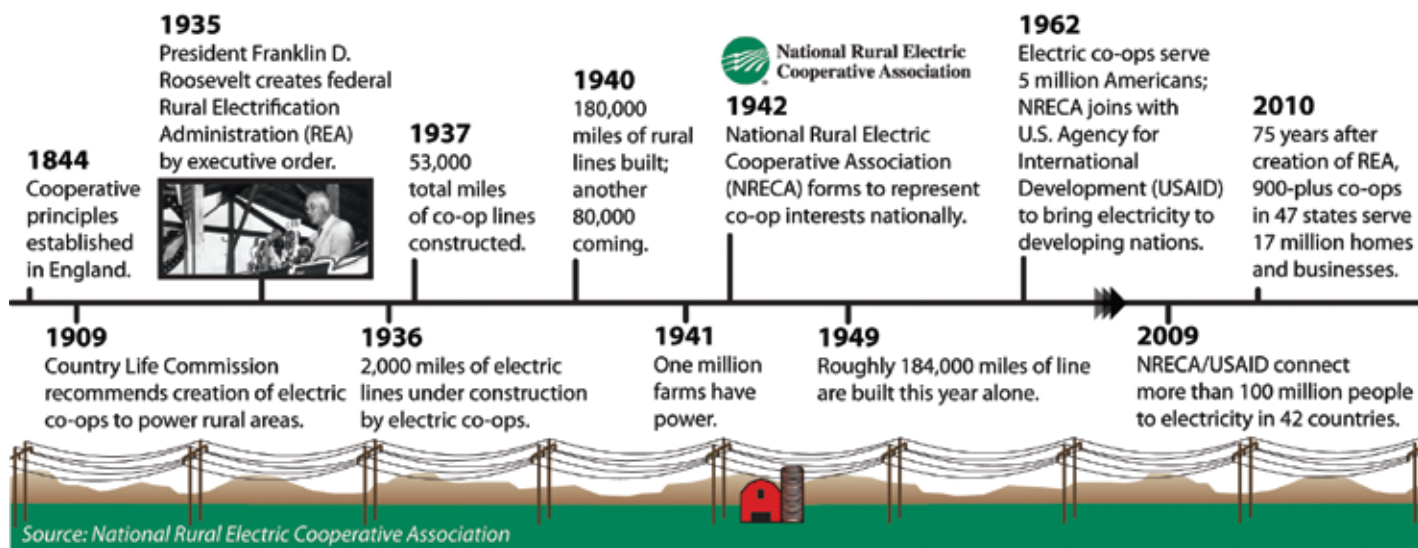 1844
Cooperative
principles
established
in England.
1909
Country Life Commission
recommends creation of electric
co-ops to power rural areas.
1935
President Franklin D.
Roosevelt creates federal
Rural Electrification
Administration (REA)
by executive order.
1936
2,000 miles of electric
lines under construction
by electric co-ops.
1937
53,000
total miles
of co-op lines
constructed.
1940
180,000
miles of rural
lines built;
another
80,000
coming.
1941
One million
farms have
power.
National Rural Electric
Cooperative Association
1942
National Rural Electric
Cooperative Association
(NRECA) forms to represent
co-op interests nationally.
1949
Roughly 184,000 miles of line
are built this year alone.
1962
Electric co-ops serve
5 million Americans;
NRECA joins with
U.S. Agency for
International
Development (USAID)
to bring electricity to
developing nations.
2009
NRECA/USAID connect
more than 100 million people
to electricity in 42 countries.
2010
75 years after
creation of REA,
900-plus co-ops
in 47 states serve
17 million homes
and businesses.
Source: National Rural Electric Cooperative Association